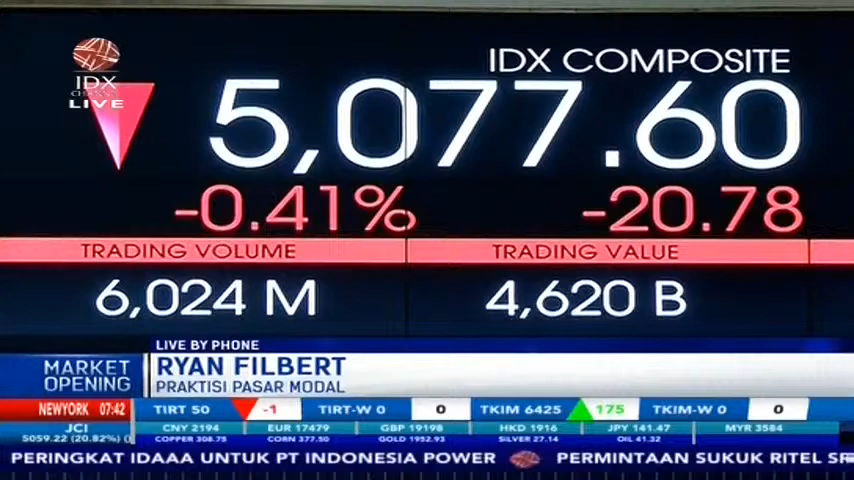 IDX
CHANNEL
LIVE
IDX COMPOSITE
5,077.60
-0.41% -20.78
TRADING VOLUME TRADING VALUE
6,024 M 4,620 B
LIVE BY PHONE
MARKET OPENING
RYAN FILBERT
PRAKTISI PASAR MODAL
NEWYORK 07:42 TIRT 50 -1 TIRT-W 0 0 TKIM 6425 175 TKIM-W 0 0
JCI CNY 2194 EUR 17479 GBP 19198 HKD 1916 JPY 141.47 MYR 3584
5059.22 (20.82%) () COPPER 308.75 CORN 377.50 GOLD 1952.93 SILVER 27.14 OIL 41.32
PERINGKAT IDAAA UNTUK PT INDONESIA POWER PERMINTAAN SUKUK RITEL